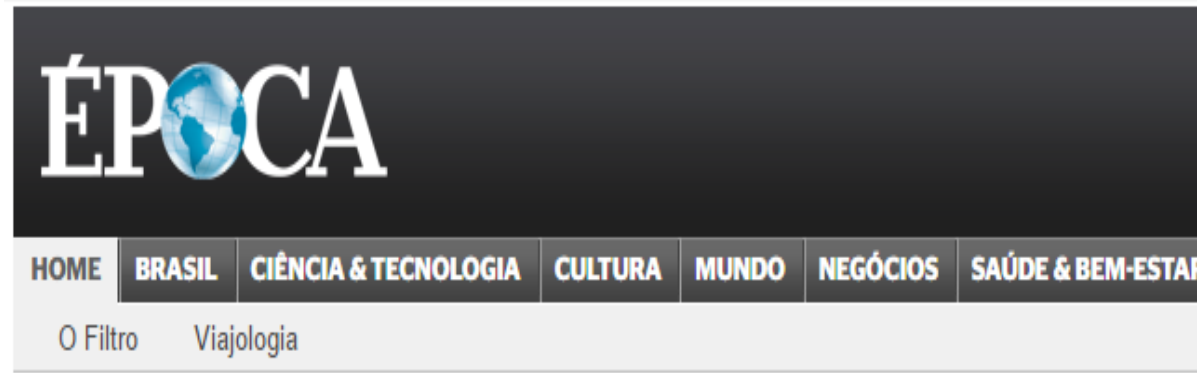 ÉPOCA
HOME BRASIL CIÊNCIA & TECNOLOGIA CULTURA MUNDO NEGÓCIOS SAÚDE & BEM-ESTAR
O Filtro Viajologia